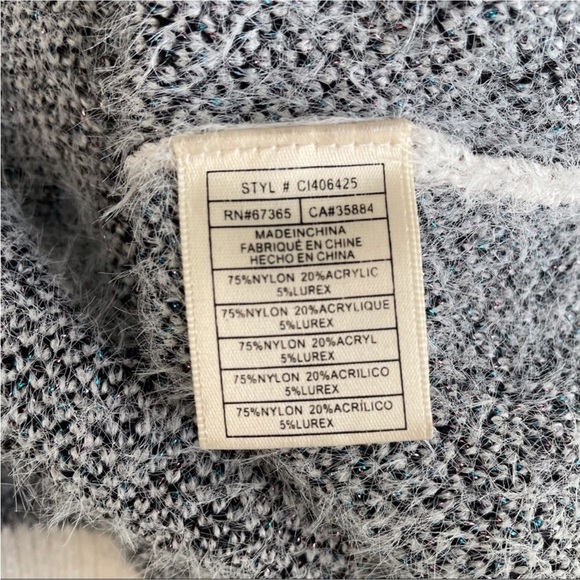 STYL # CI406425
RN#67365 CA#35884
MADEINCHINA
FABRIQUÉ EN CHINE
HECHO EN CHINA
75%NYLON 20%ACRYLIC
5%LUREX
75%NYLON 20%ACRYLIQUE
5%LUREX
75%NYLON 20%ACRYL
5%LUREX
75%NYLON 20%ACRILICO
5%LUREX
75%NYLON 20%ACRÍLICO
5%LUREX